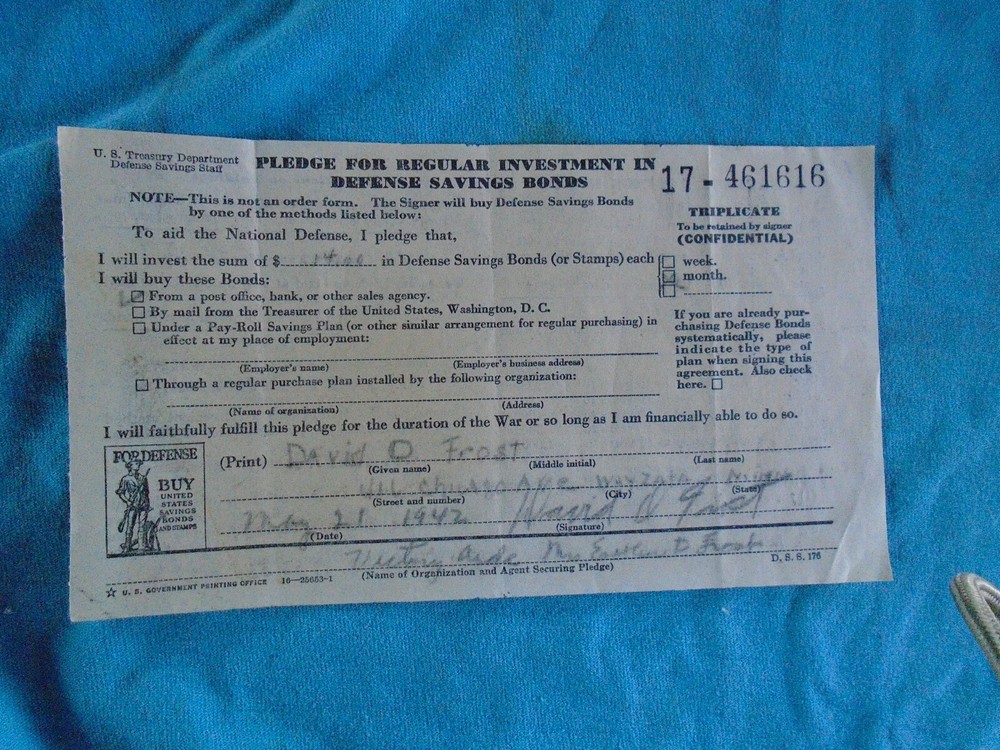 U. S. Treasury Department
Defense Savings Staff
PLEDGE FOR REGULAR INVESTMENT IN
DEFENSE SAVINGS BONDS
17-461616
NOTE—This is not an order form. The Signer will buy Defense Savings Bonds
by one of the methods listed below:
TRIPLICATE
To be retained by signer
(CONFIDENTIAL)
To aid the National Defense, I pledge that,
I will invest the sum of $ in Defense Savings Bonds (or Stamps) each
week.
month.
I will buy these Bonds:
From a post office, bank, or other sales agency.
By mail from the Treasurer of the United States, Washington, D. C.
Under a Pay-Roll Savings Plan (or other similar arrangement for regular purchasing) in
effect at my place of employment:
(Employer's name) (Employer's business address)
Through a regular purchase plan installed by the following organization:
(Name of organization) (Address)
If you are already pur-
chasing Defense Bonds
systematically, please
indicate the type of
plan when signing this
agreement. Also check
here.
I will faithfully fulfill this pledge for the duration of the War or so long as I am financially able to do so.
FOR DEFENSE
BUY
UNITED
STATES
SAVINGS
BONDS
AND STAMPS
(Print) David D Frost
(Given name) (Middle initial) (Last name)
(Street and number) (City) (State)
May 21 1942 David D Frost
(Date) (Signature)
Mrs D Frost
(Name of Organization and Agent Securing Pledge)
D. S. S. 176
☆ U. S. GOVERNMENT PRINTING OFFICE 16—25653-1